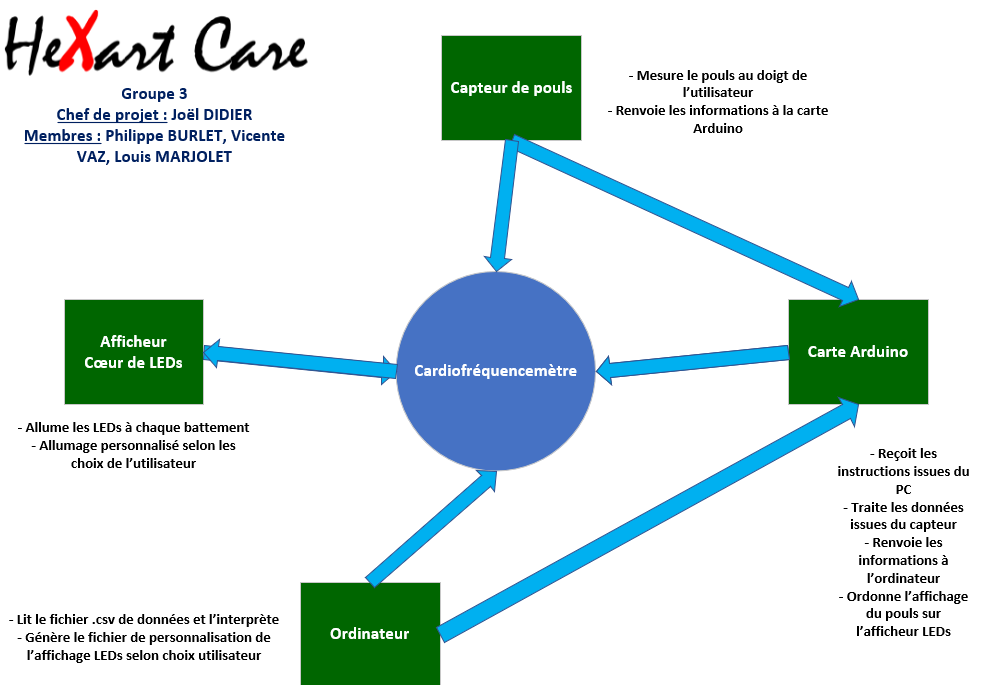 HeXart Care
Groupe 3
Chef de projet : Joël DIDIER
Membres : Philippe BURLET, Vicente
VAZ, Louis MARJOLET
Capteur de pouls
- Mesure le pouls au doigt de
l'utilisateur
- Renvoie les informations à la carte
Arduino
Afficheur
Cœur de LEDs
- Allume les LEDs à chaque battement
- Allumage personnalisé selon les
choix de l'utilisateur
Cardiofréquencemètre
Carte Arduino
- Reçoit les
instructions issues du
PC
- Traite les données
issues du capteur
- Renvoie les
informations à
l'ordinateur
- Ordonne l'affichage
du pouls sur
l'afficheur LEDs
Ordinateur
- Lit le fichier .csv de données et l'interprète
- Génère le fichier de personnalisation de
l'affichage LEDs selon choix utilisateur